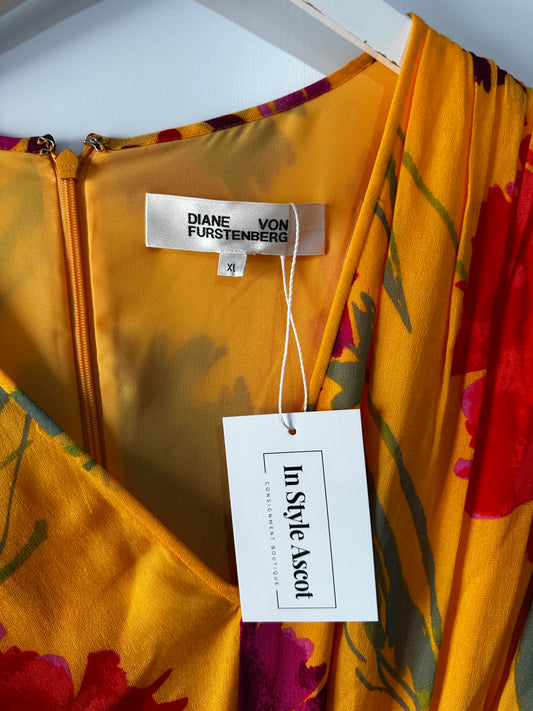 DIANE VON
FURSTENBERG
XL
In Style Ascot
CONSIGNMENT BOUTIQUE